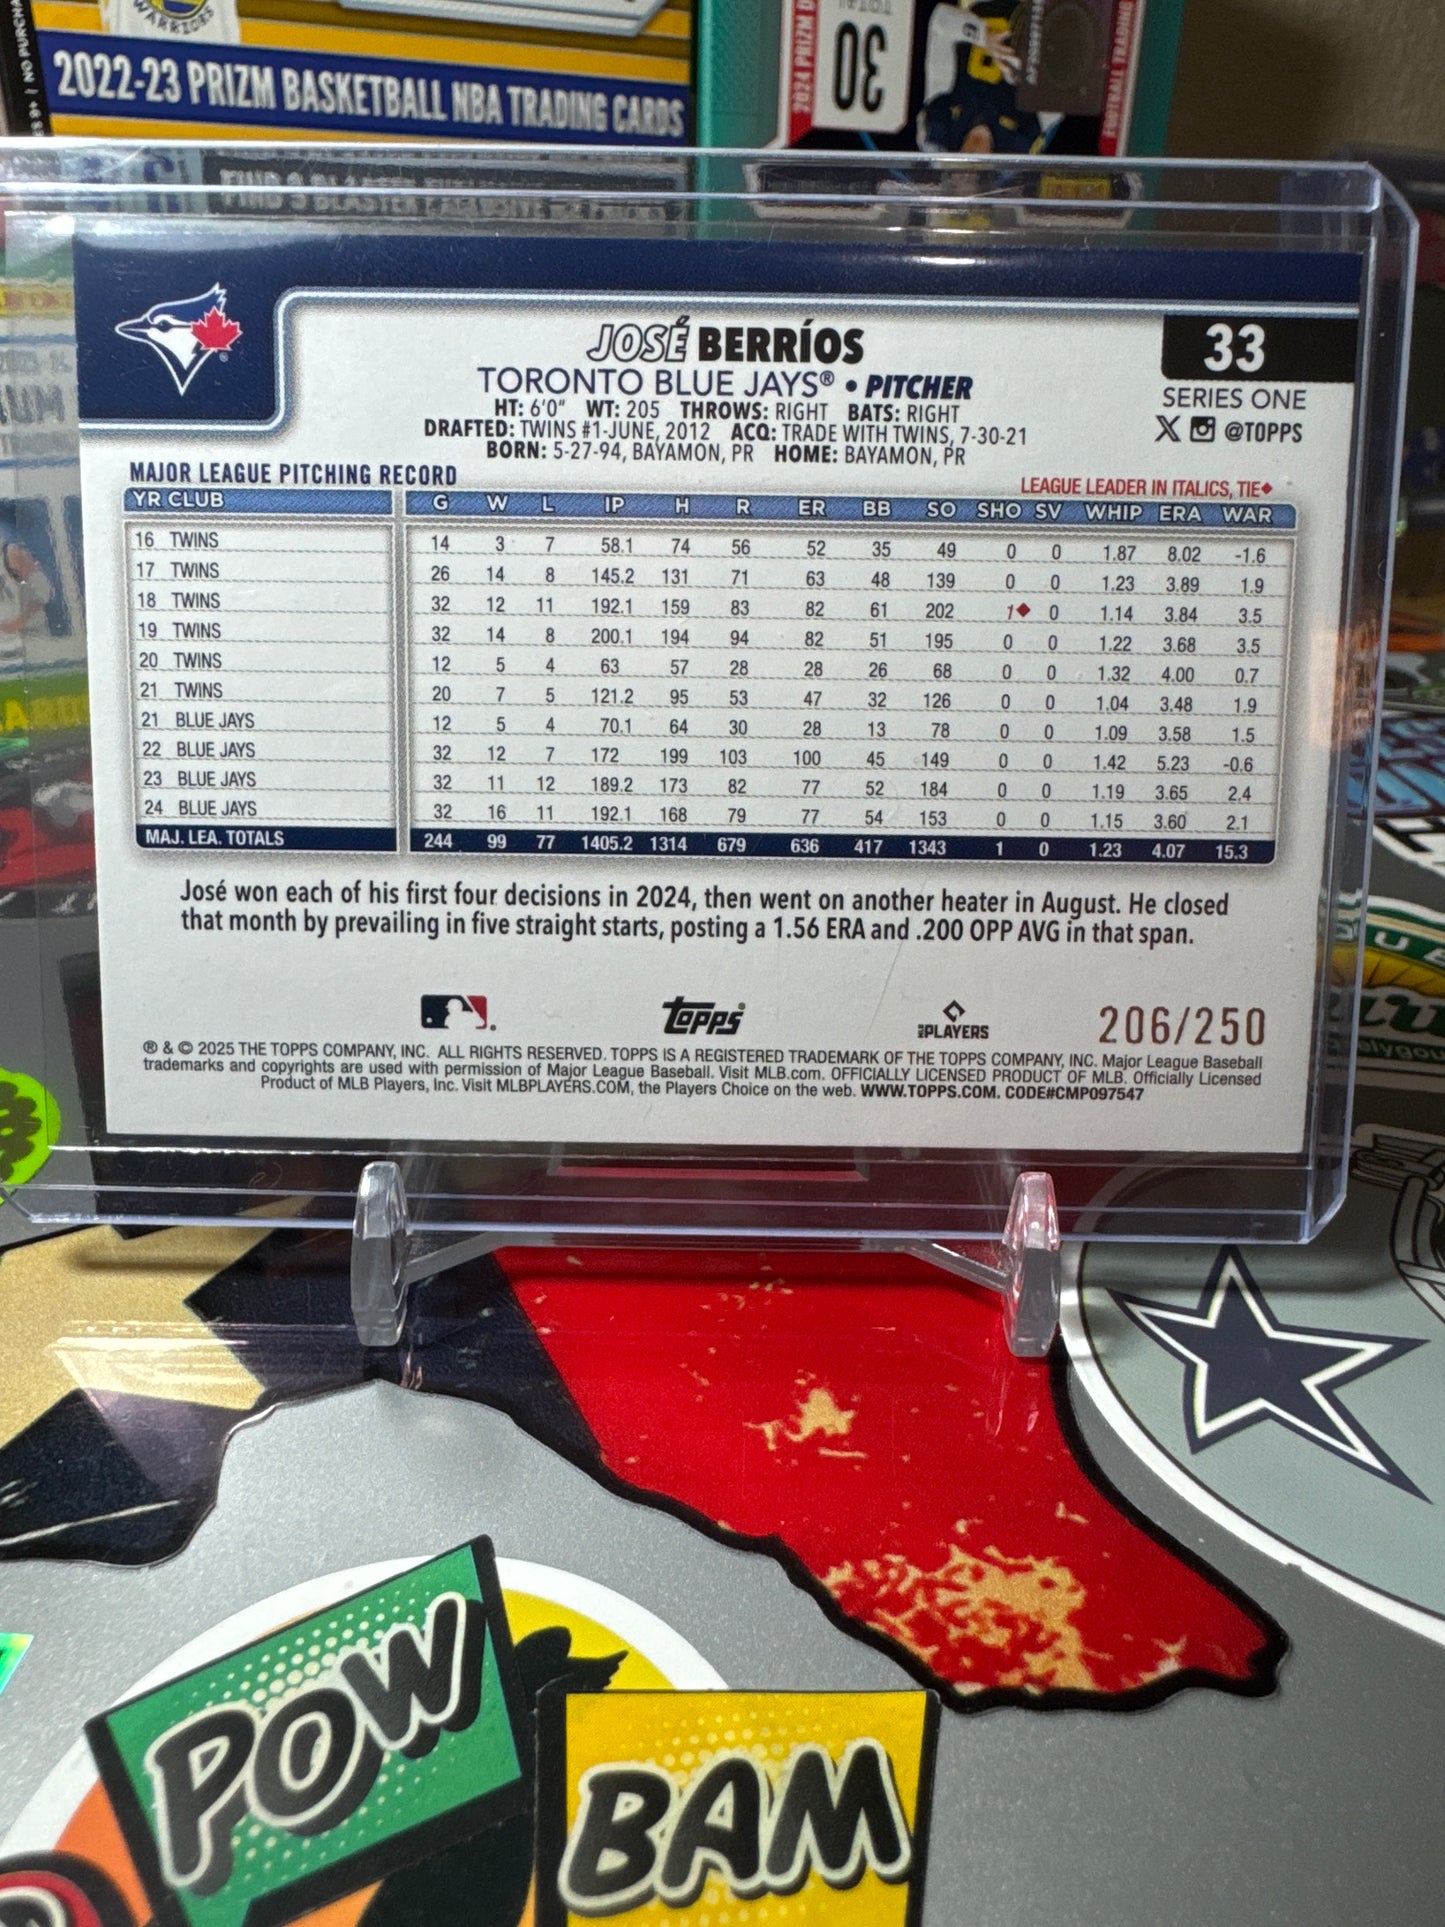 WARRIORS
2022-23 PRIZM BASKETBALL NBA TRADING CARDS
TOTAL
30
2024 PRIZM
FOOTBALL TRADING
NO PURCHA
JOSÉ BERRÍOS
33
TORONTO BLUE JAYS® • PITCHER
SERIES ONE
HT: 6'0" WT: 205 THROWS: RIGHT BATS: RIGHT
@TOPPS
DRAFTED: TWINS #1-JUNE, 2012 ACQ: TRADE WITH TWINS, 7-30-21
BORN: 5-27-94, BAYAMON, PR HOME: BAYAMON, PR
MAJOR LEAGUE PITCHING RECORD
LEAGUE LEADER IN ITALICS, TIE◆
YR CLUB G W L IP H R ER BB SO SHO SV WHIP ERA WAR
16 TWINS 14 3 7 58.1 74 56 52 35 49 0 0 1.87 8.02 -1.6
17 TWINS 26 14 8 145.2 131 71 63 48 139 0 0 1.23 3.89 1.9
18 TWINS 32 12 11 192.1 159 83 82 61 202 1◆ 0 1.14 3.84 3.5
19 TWINS 32 14 8 200.1 194 94 82 51 195 0 0 1.22 3.68 3.5
20 TWINS 12 5 4 63 57 28 28 26 68 0 0 1.32 4.00 0.7
21 TWINS 20 7 5 121.2 95 53 47 32 126 0 0 1.04 3.48 1.9
21 BLUE JAYS 12 5 4 70.1 64 30 28 13 78 0 0 1.09 3.58 1.5
22 BLUE JAYS 32 12 7 172 199 103 100 45 149 0 0 1.42 5.23 -0.6
23 BLUE JAYS 32 11 12 189.2 173 82 77 52 184 0 0 1.19 3.65 2.4
24 BLUE JAYS 32 16 11 192.1 168 79 77 54 153 0 0 1.15 3.60 2.1
MAJ. LEA. TOTALS 244 99 77 1405.2 1314 679 636 417 1343 1 0 1.23 4.07 15.3
José won each of his first four decisions in 2024, then went on another heater in August. He closed
that month by prevailing in five straight starts, posting a 1.56 ERA and .200 OPP AVG in that span.
Topps
PLAYERS
206/250
® & © 2025 THE TOPPS COMPANY, INC. ALL RIGHTS RESERVED. TOPPS IS A REGISTERED TRADEMARK OF THE TOPPS COMPANY, INC. Major League Baseball
trademarks and copyrights are used with permission of Major League Baseball. Visit MLB.com. OFFICIALLY LICENSED PRODUCT OF MLB. Officially Licensed
Product of MLB Players, Inc. Visit MLBPLAYERS.COM, the Players Choice on the web. WWW.TOPPS.COM. CODE#CMP097547
POW
BAM